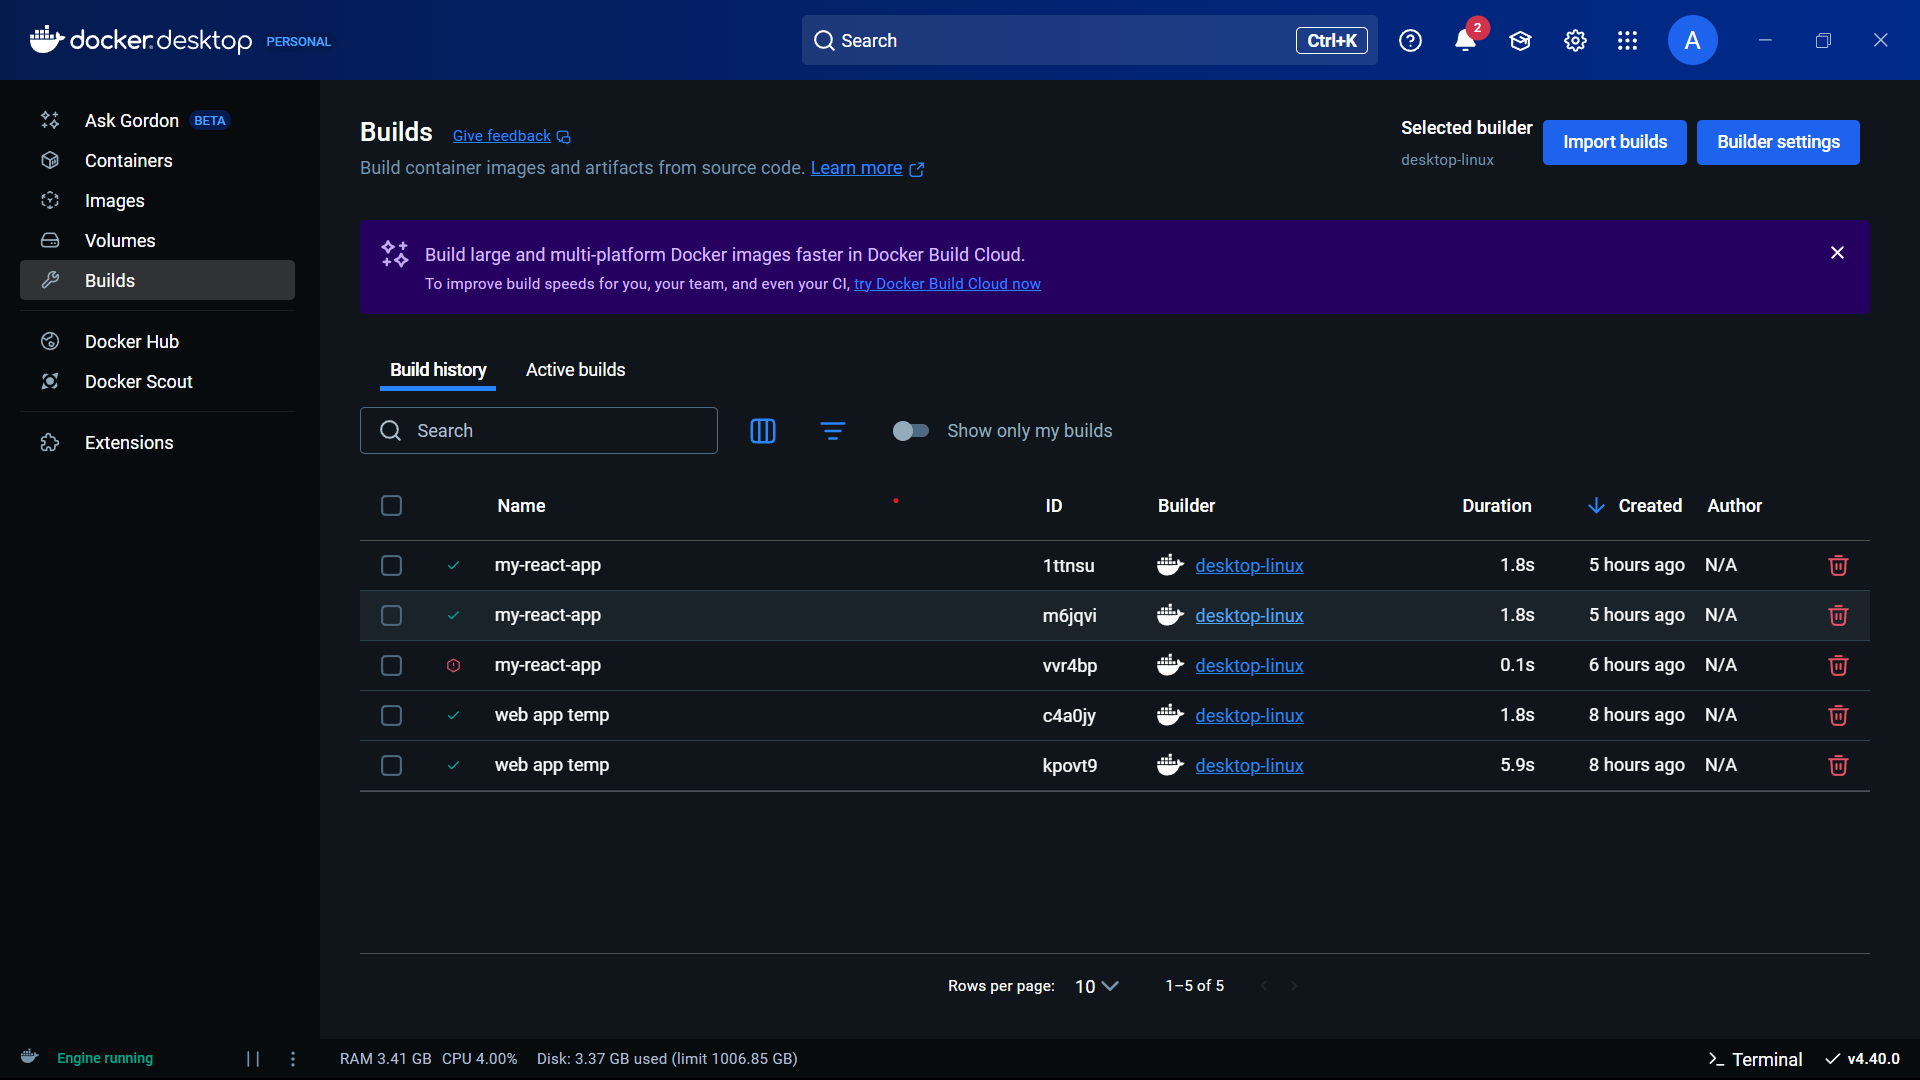 docker.desktop PERSONAL
Search Ctrl+K
2
A
Ask Gordon BETA
Containers
Images
Volumes
Builds
Docker Hub
Docker Scout
Extensions
Builds Give feedback
Build container images and artifacts from source code. Learn more
Selected builder
desktop-linux
Import builds
Builder settings
Build large and multi-platform Docker images faster in Docker Build Cloud.
To improve build speeds for you, your team, and even your CI, try Docker Build Cloud now
Build history Active builds
Search
Show only my builds
Name ID Builder Duration Created Author
my-react-app 1ttnsu desktop-linux 1.8s 5 hours ago N/A
my-react-app m6jqvi desktop-linux 1.8s 5 hours ago N/A
my-react-app vvr4bp desktop-linux 0.1s 6 hours ago N/A
web app temp c4a0jy desktop-linux 1.8s 8 hours ago N/A
web app temp kpovt9 desktop-linux 5.9s 8 hours ago N/A
Rows per page: 10 1–5 of 5
Engine running
RAM 3.41 GB CPU 4.00% Disk: 3.37 GB used (limit 1006.85 GB)
Terminal
v4.40.0